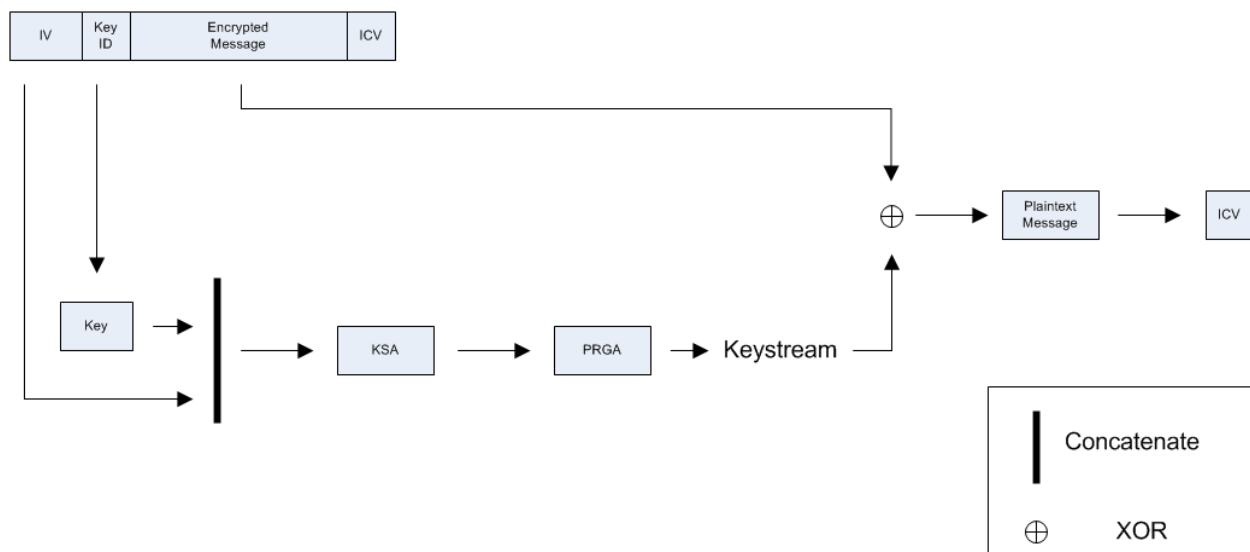 IV
Key
ID
Encrypted
Message
ICV
Plaintext
Message
ICV
Key
KSA
PRGA
Keystream
Concatenate
XOR